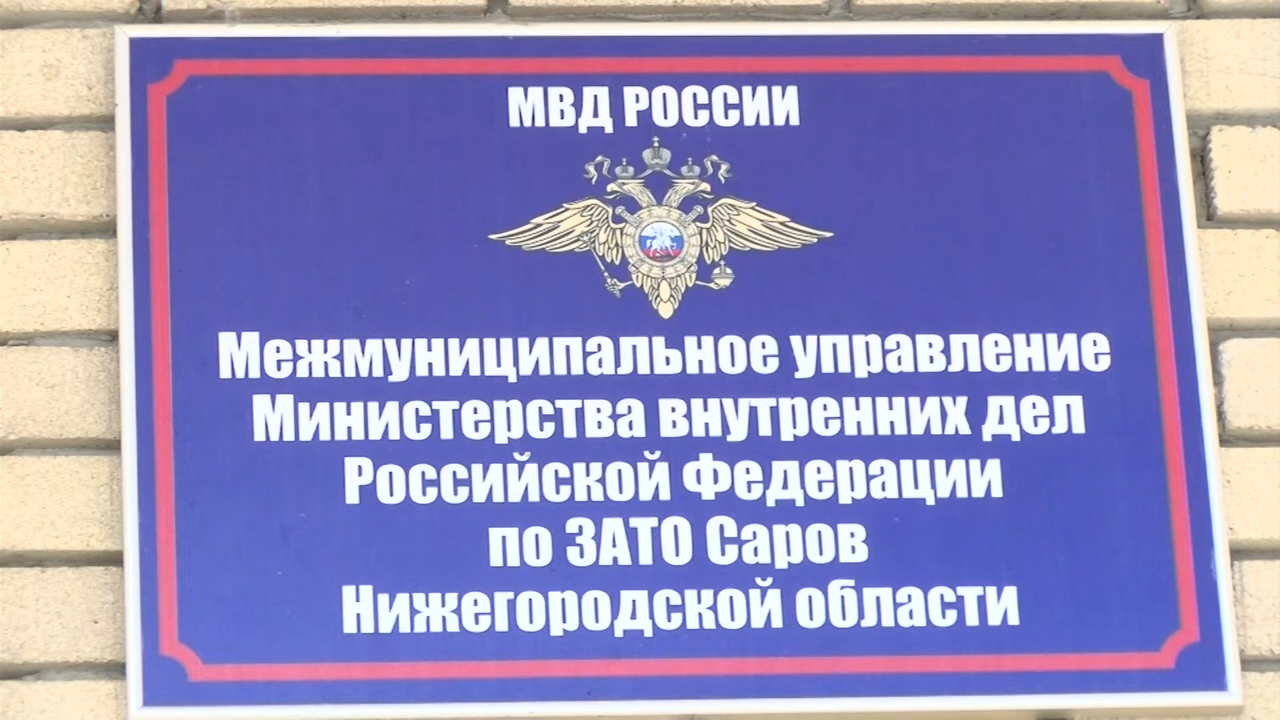 МВД РОССИИ
Межмуниципальное управление
Министерства внутренних дел
Российской Федерации
по ЗАТО Саров
Нижегородской области